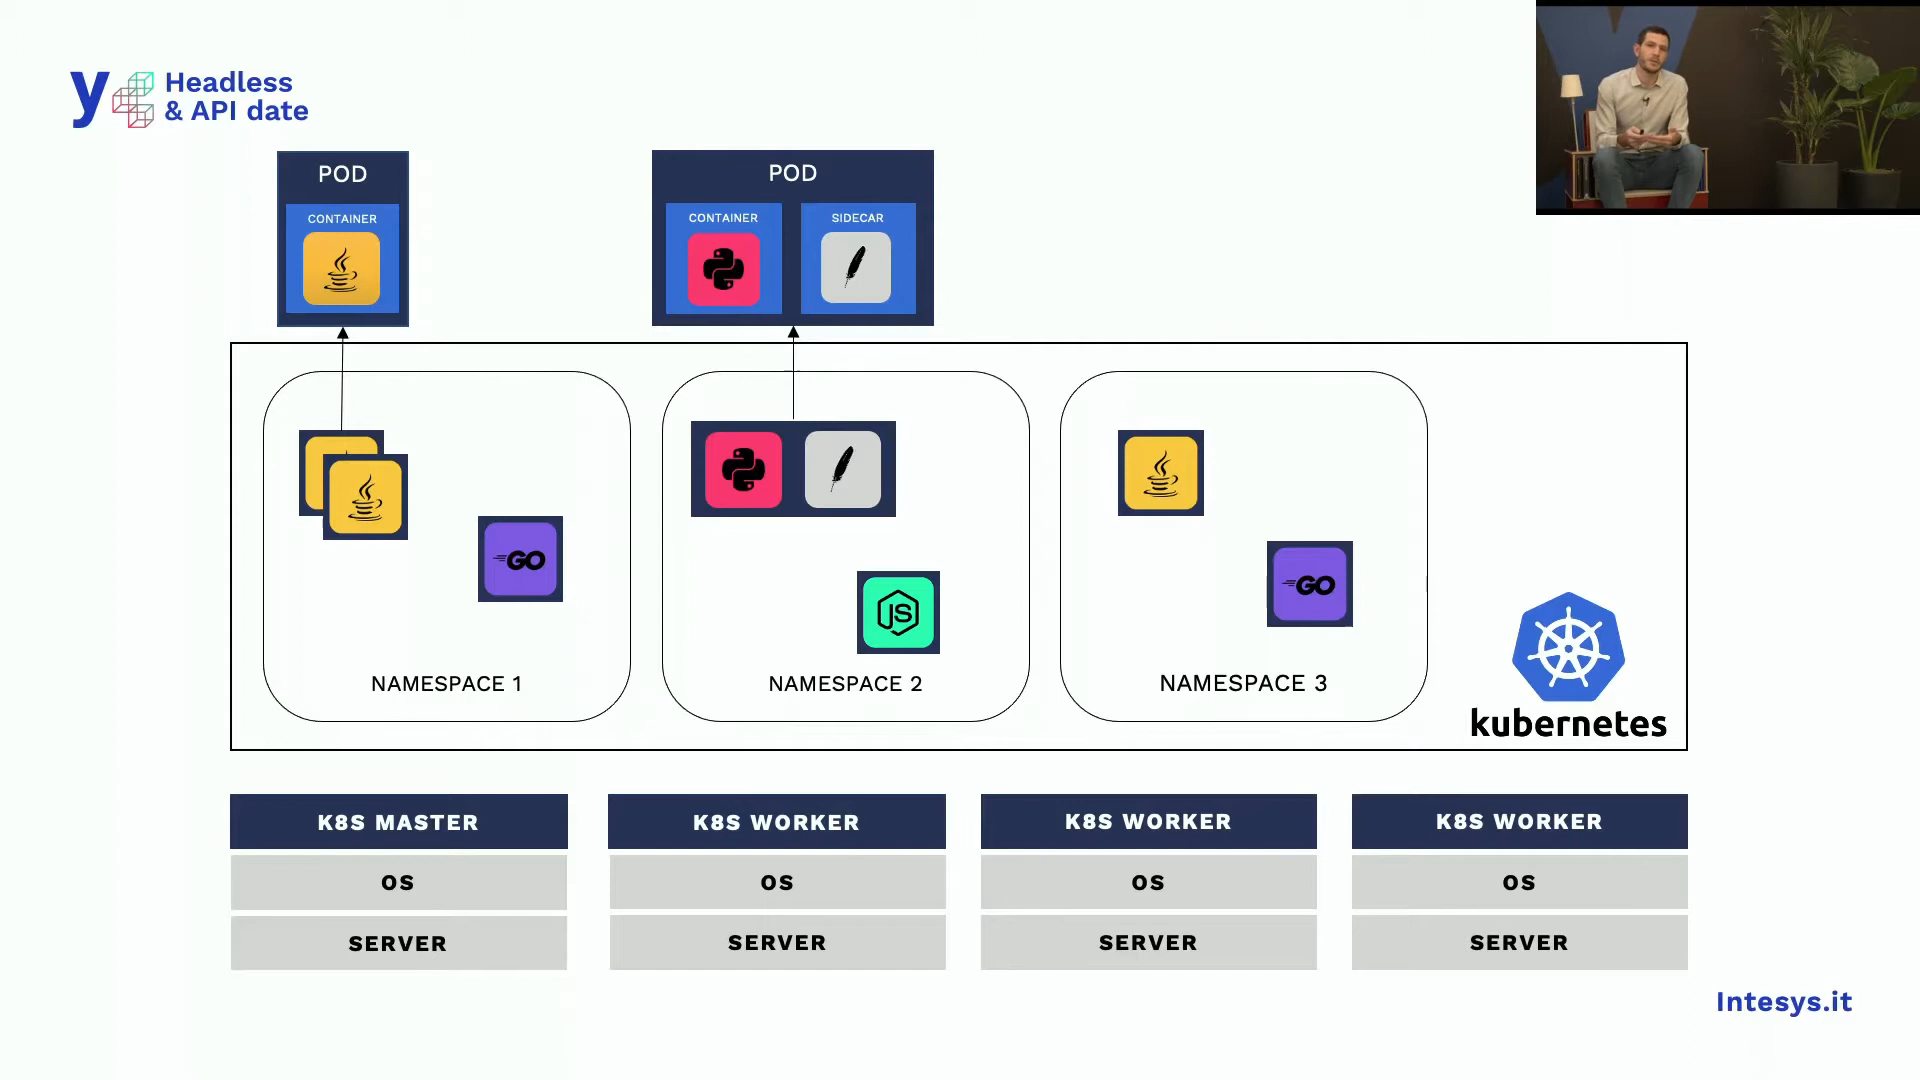 y
Headless
& API date
POD
CONTAINER
POD
CONTAINER
SIDECAR
GO
JS
GO
NAMESPACE 1
NAMESPACE 2
NAMESPACE 3
kubernetes
K8S MASTER
K8S WORKER
K8S WORKER
K8S WORKER
OS
OS
OS
OS
SERVER
SERVER
SERVER
SERVER
Intesys.it